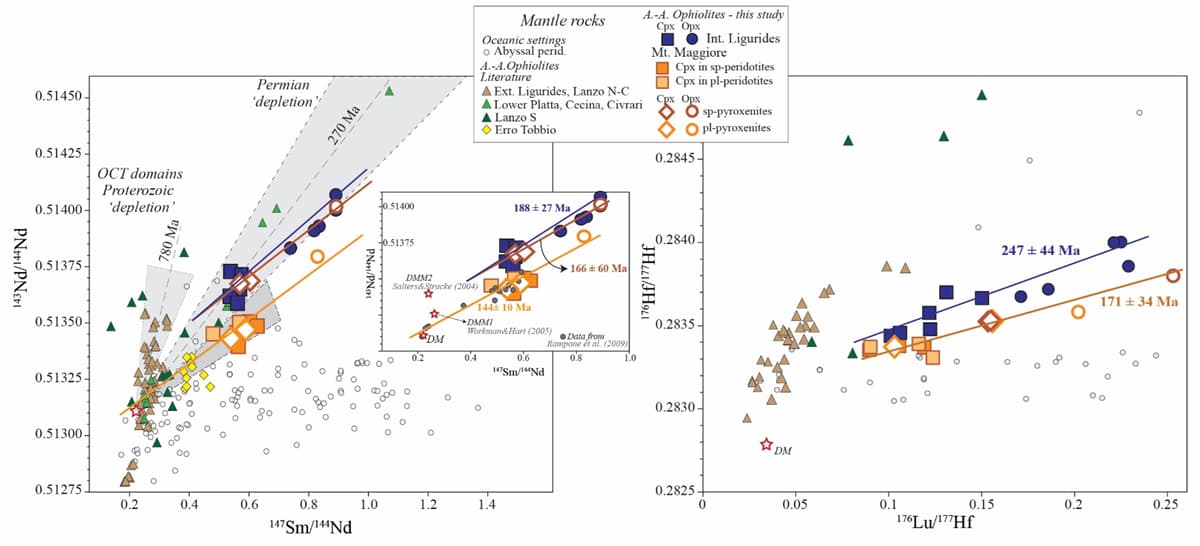 Mantle rocks
Oceanic settings
Abyssal perid.
A.-A.Ophiolites
Literature
Ext. Ligurides, Lanzo N-C
Lower Platta, Cecina, Civrari
Lanzo S
Erro Tobbio
A.-A. Ophiolites - this study
Cpx Opx
Int. Ligurides
Mt. Maggiore
Cpx in sp-peridotites
Cpx in pl-peridotites
Cpx Opx
sp-pyroxenites
pl-pyroxenites
143Nd/144Nd
0.51450
0.51425
0.51400
0.51375
0.51350
0.51325
0.51300
0.51275
Permian
'depletion'
270 Ma
OCT domains
Proterozoic
'depletion'
780 Ma
0.2 0.4 0.6 0.8 1.0 1.2 1.4
147Sm/144Nd
143Nd/144Nd
0.51400
0.51375
188 ± 27 Ma
166 ± 60 Ma
144± 10 Ma
DMM2
Salters&Stracke (2004)
DMM1
Workman&Hart (2005)
DM
Data from
Rampone et al. (2009)
0.2 0.4 0.6 0.8 1.0
147Sm/144Nd
176Hf/177Hf
0.2845
0.2840
0.2835
0.2830
0.2825
247 ± 44 Ma
171 ± 34 Ma
DM
0 0.05 0.1 0.15 0.2 0.25
176Lu/177Hf